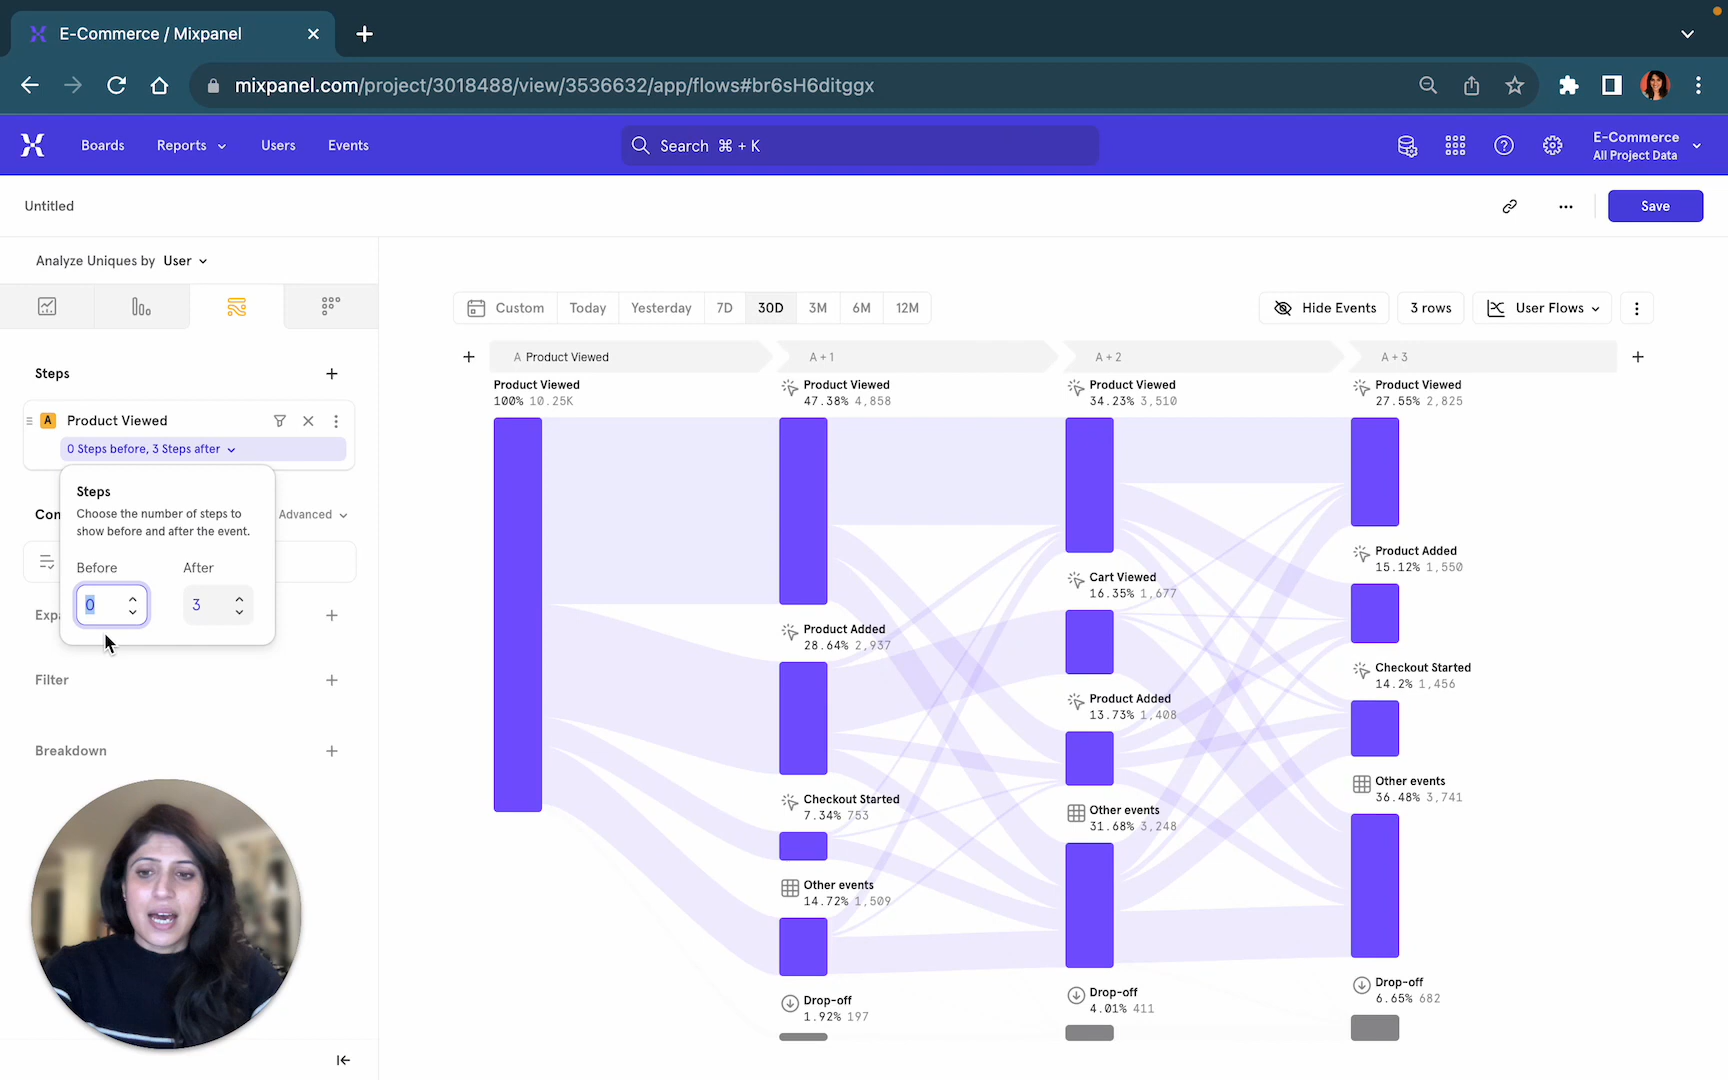 E-Commerce / Mixpanel
mixpanel.com/project/3018488/view/3536632/app/flows#br6sH6ditggx
Boards
Reports
Users
Events
Search ⌘ + K
E-Commerce
All Project Data
Untitled
Save
Analyze Uniques by User
Custom
Today
Yesterday
7D
30D
3M
6M
12M
Hide Events
3 rows
User Flows
Steps
A
Product Viewed
0 Steps before, 3 Steps after
Steps
Choose the number of steps to
show before and after the event.
Before
After
0
3
Con
Advanced
Expa
Filter
Breakdown
A Product Viewed
A + 1
A + 2
A + 3
Product Viewed
100% 10.25K
Product Viewed
47.38% 4,858
Product Added
28.64% 2,937
Checkout Started
7.34% 753
Other events
14.72% 1,509
Drop-off
1.92% 197
Product Viewed
34.23% 3,510
Cart Viewed
16.35% 1,677
Product Added
13.73% 1,408
Other events
31.68% 3,248
Drop-off
4.01% 411
Product Viewed
27.55% 2,825
Product Added
15.12% 1,550
Checkout Started
14.2% 1,456
Other events
36.48% 3,741
Drop-off
6.65% 682